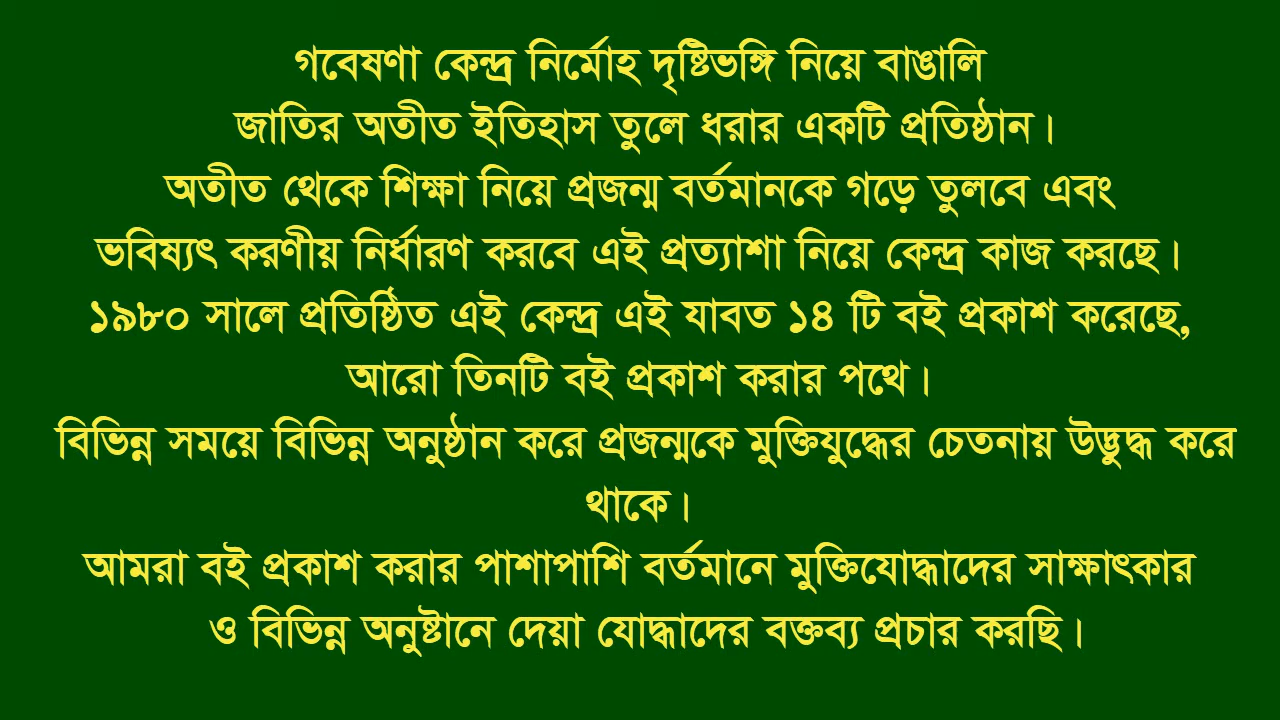 গবেষণা কেন্দ্র নির্মোহ দৃষ্টিভঙ্গি নিয়ে বাঙালি
জাতির অতীত ইতিহাস তুলে ধরার একটি প্রতিষ্ঠান।
অতীত থেকে শিক্ষা নিয়ে প্রজন্ম বর্তমানকে গড়ে তুলবে এবং
ভবিষ্যৎ করণীয় নির্ধারণ করবে এই প্রত্যাশা নিয়ে কেন্দ্র কাজ করছে।
১৯৮০ সালে প্রতিষ্ঠিত এই কেন্দ্র এই যাবত ১৪ টি বই প্রকাশ করেছে,
আরো তিনটি বই প্রকাশ করার পথে।
বিভিন্ন সময়ে বিভিন্ন অনুষ্ঠান করে প্রজন্মকে মুক্তিযুদ্ধের চেতনায় উদ্ভুদ্ধ করে
থাকে।
আমরা বই প্রকাশ করার পাশাপাশি বর্তমানে মুক্তিযোদ্ধাদের সাক্ষাৎকার
ও বিভিন্ন অনুষ্টানে দেয়া যোদ্ধাদের বক্তব্য প্রচার করছি।